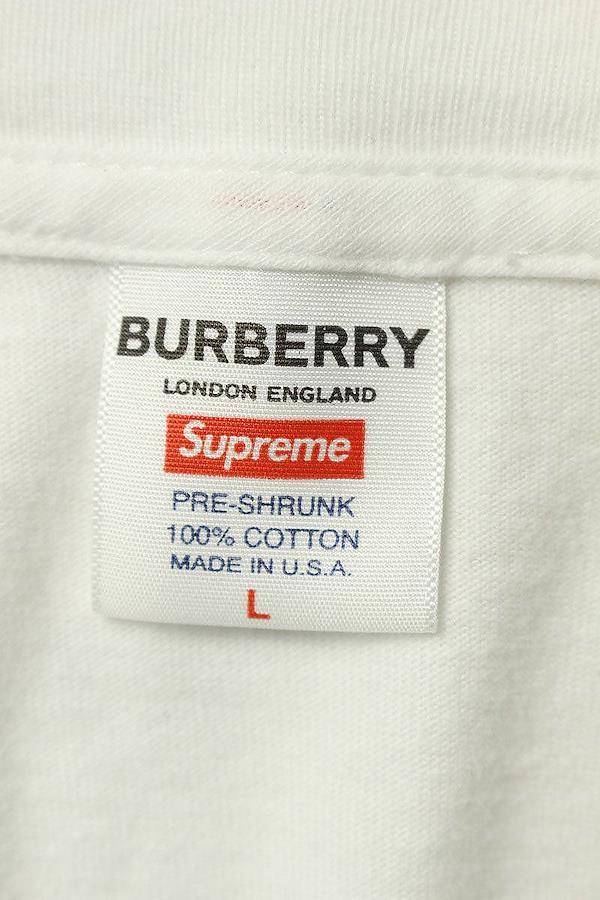 BURBERRY
LONDON ENGLAND
Supreme
PRE-SHRUNK
100% COTTON
MADE IN U.S.A.
L